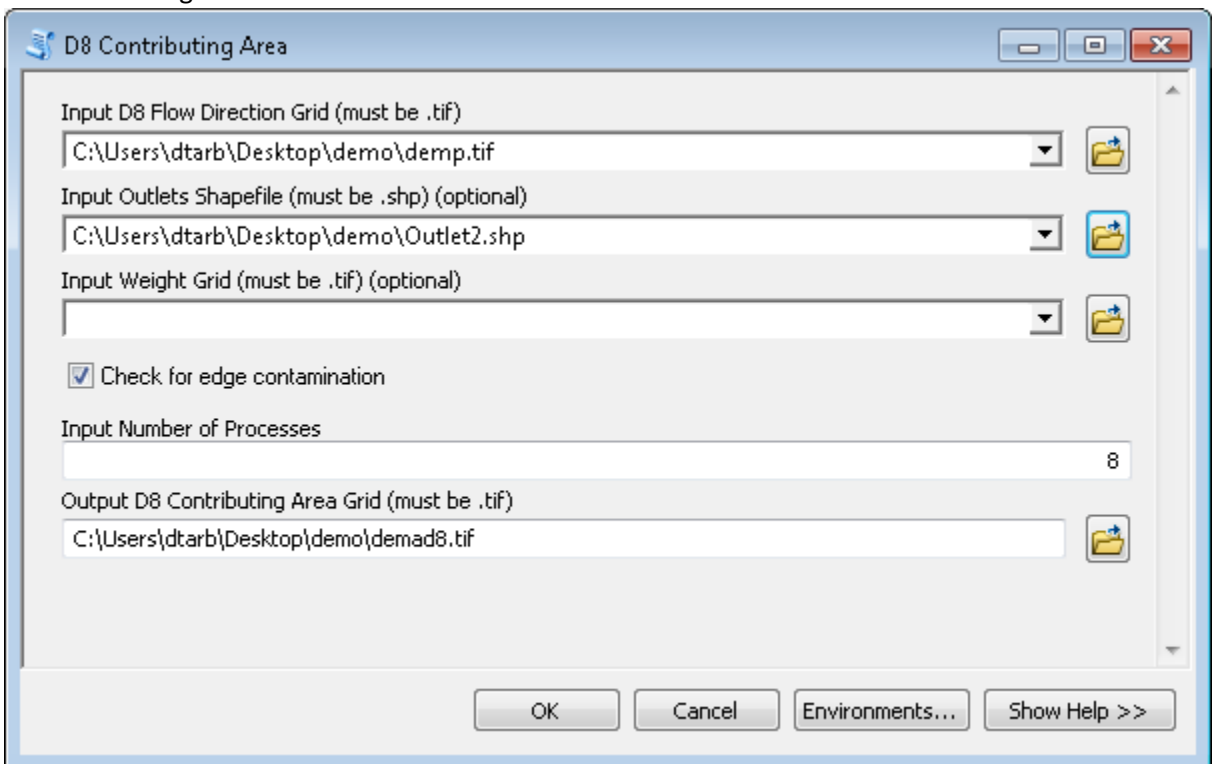 D8 Contributing Area
Input D8 Flow Direction Grid (must be .tif)
C:\Users\dtarb\Desktop\demo\demp.tif
Input Outlets Shapefile (must be .shp) (optional)
C:\Users\dtarb\Desktop\demo\Outlet2.shp
Input Weight Grid (must be .tif) (optional)
Check for edge contamination
Input Number of Processes
8
Output D8 Contributing Area Grid (must be .tif)
C:\Users\dtarb\Desktop\demo\demad8.tif
OK Cancel Environments... Show Help >>